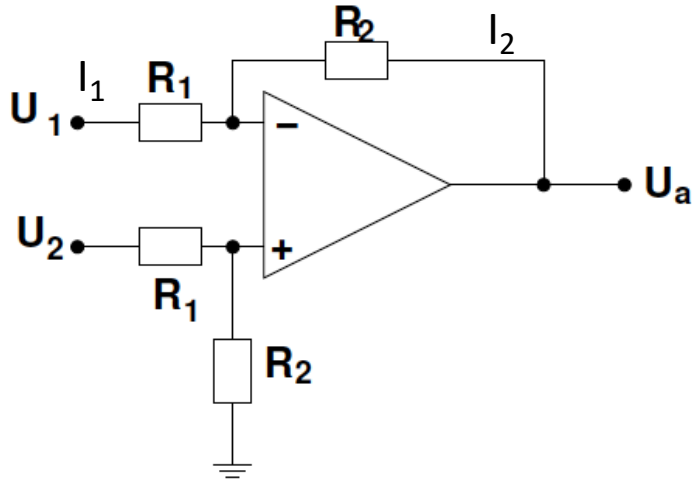 R₂
I₂
I₁
R₁
U₁
−
Uₐ
U₂
+
R₁
R₂